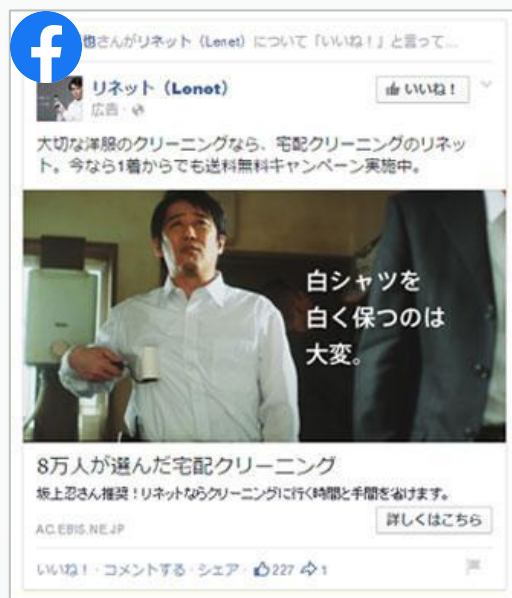 也さんがリネット（Lenet）について「いいね！」と言って...
リネット（Lenet）
いいね！
広告・
大切な洋服のクリーニングなら、宅配クリーニングのリネッ
ト。今なら1着からでも送料無料キャンペーン実施中。
白シャツを
白く保つのは
大変。
8万人が選んだ宅配クリーニング
坂上忍さん推奨！リネットならクリーニングに行く時間と手間を省けます。
AC.EBIS.NE.JP
詳しくはこちら
いいね！・コメントする・シェア・227 1